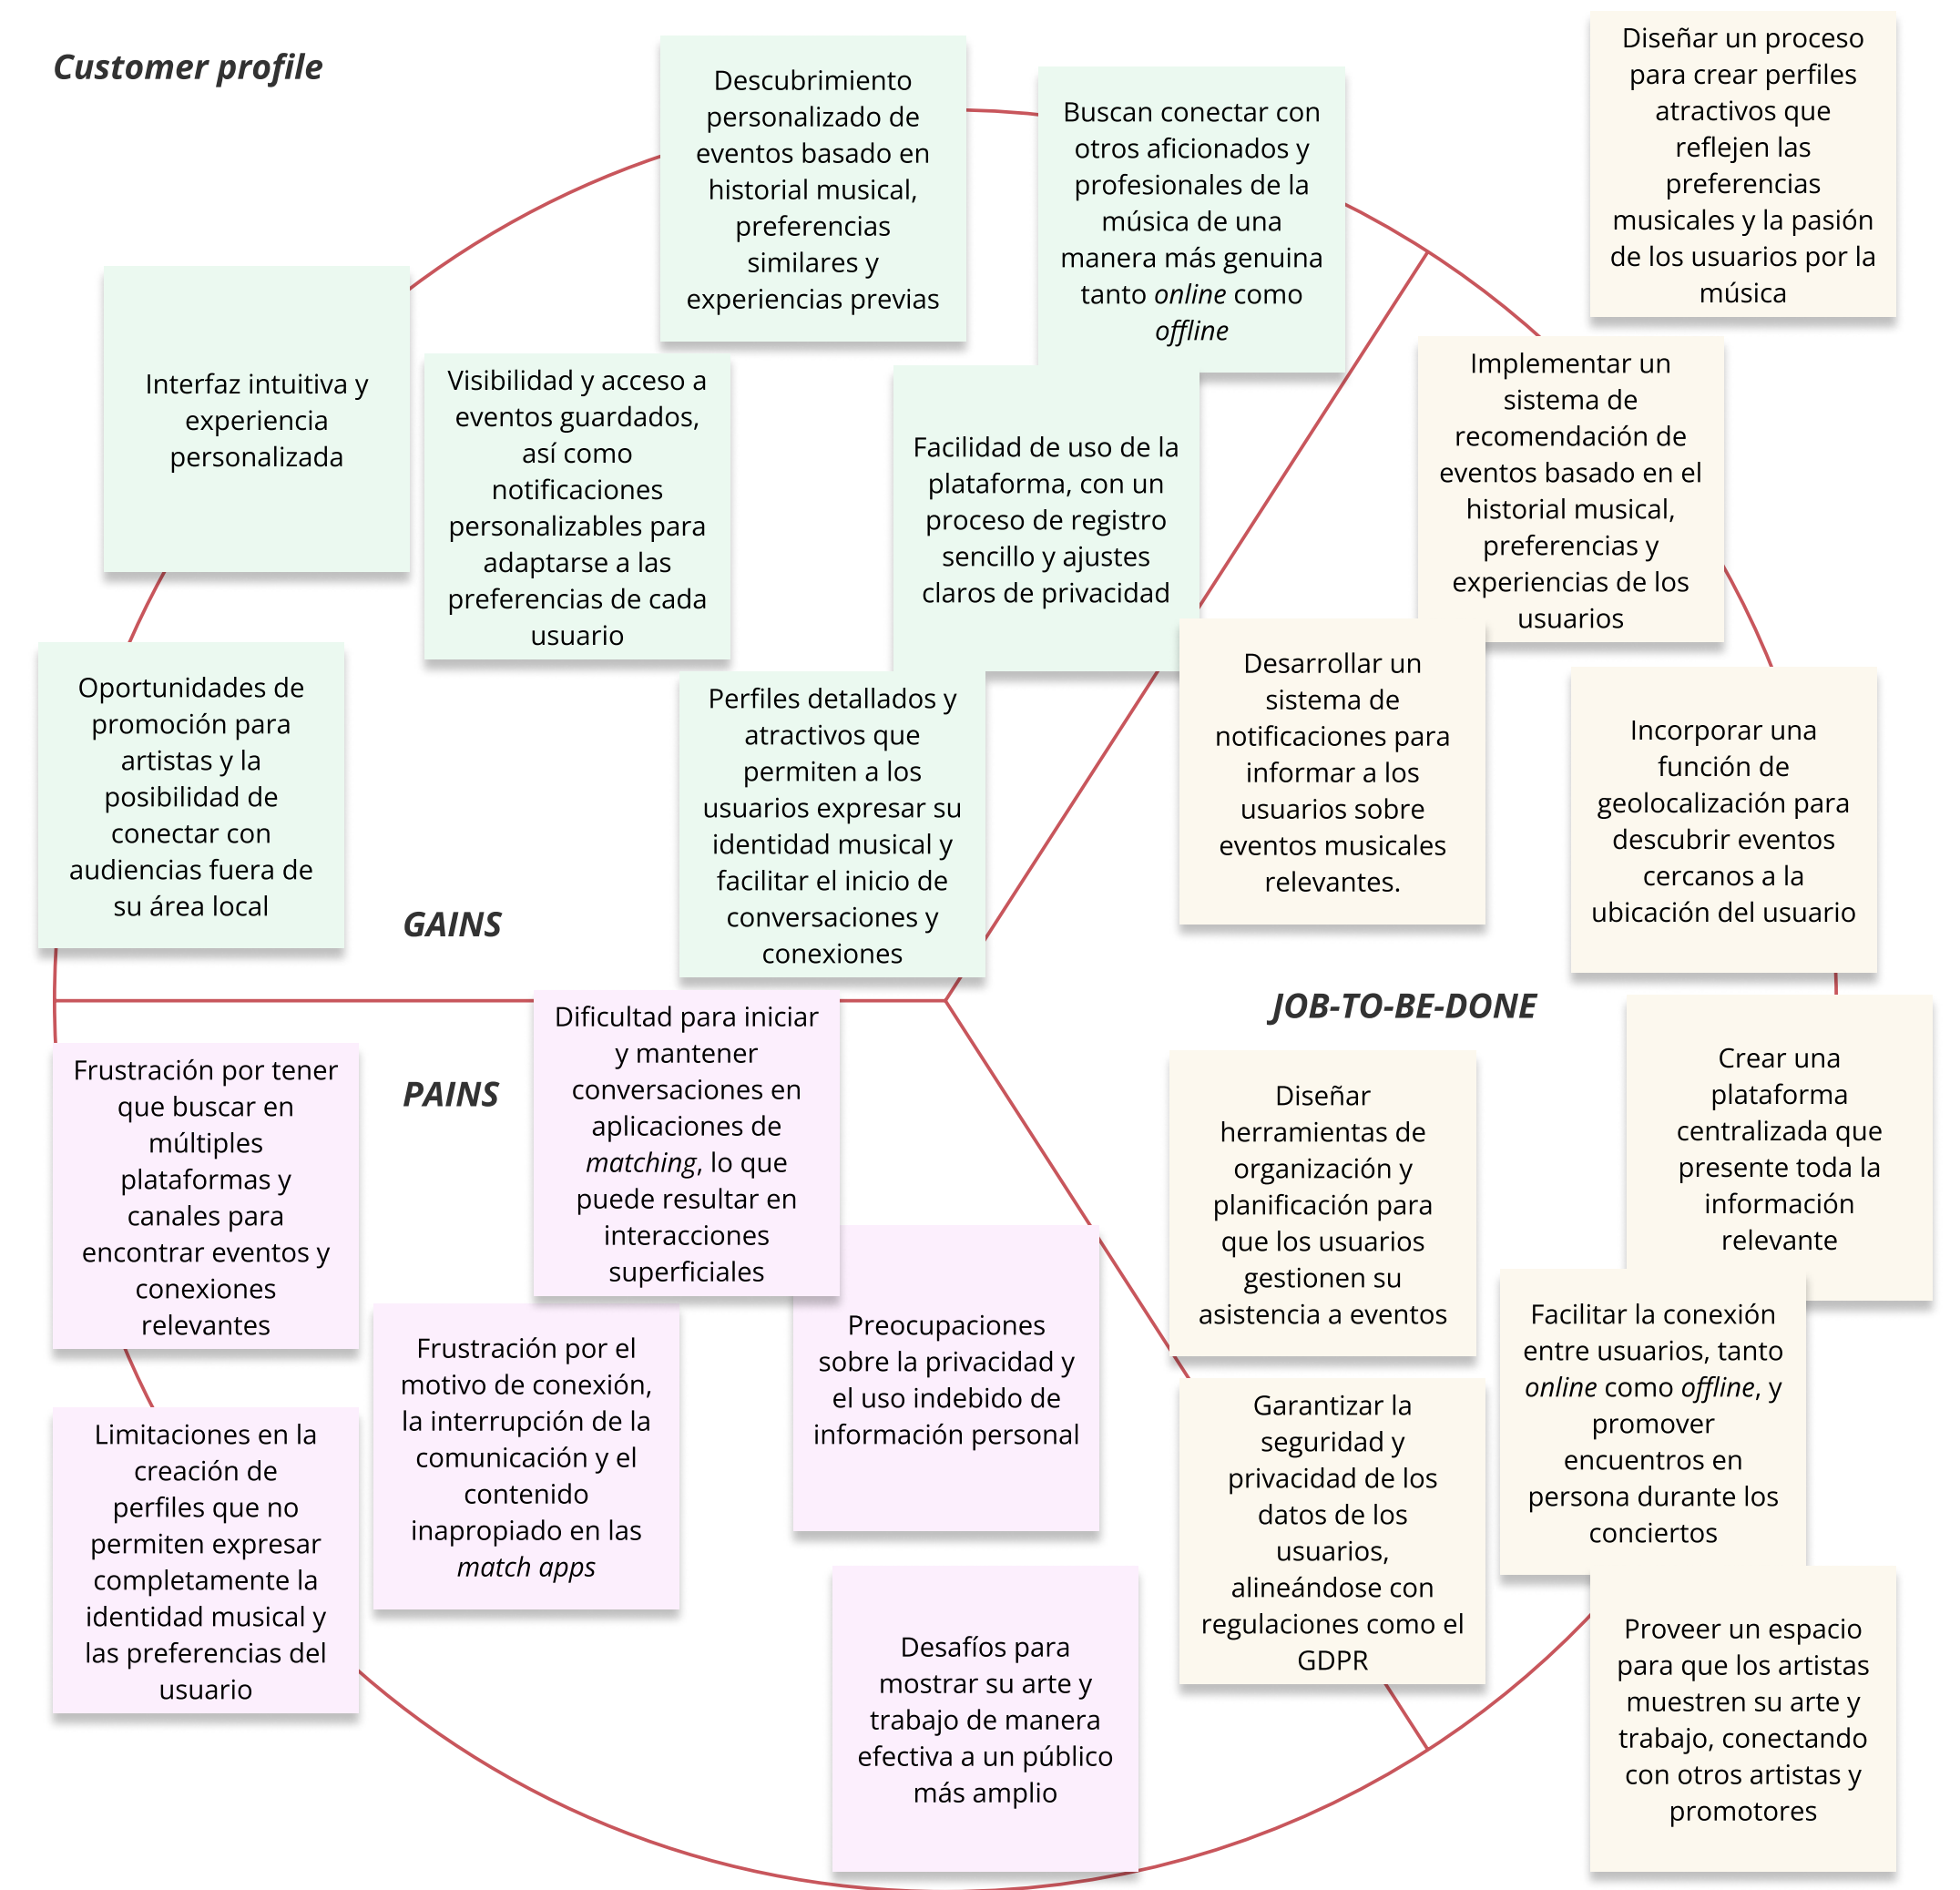 Customer profile
Descubrimiento
personalizado de
eventos basado en
historial musical,
preferencias
similares y
experiencias previas
Buscan conectar con
otros aficionados y
profesionales de la
música de una
manera más genuina
tanto online como
offline
Diseñar un proceso
para crear perfiles
atractivos que
reflejen las
preferencias
musicales y la pasión
de los usuarios por la
música
Interfaz intuitiva y
experiencia
personalizada
Visibilidad y acceso a
eventos guardados,
así como
notificaciones
personalizables para
adaptarse a las
preferencias de cada
usuario
Facilidad de uso de la
plataforma, con un
proceso de registro
sencillo y ajustes
claros de privacidad
Implementar un
sistema de
recomendación de
eventos basado en el
historial musical,
preferencias y
experiencias de los
usuarios
Oportunidades de
promoción para
artistas y la
posibilidad de
conectar con
audiencias fuera de
su área local
Perfiles detallados y
atractivos que
permiten a los
usuarios expresar su
identidad musical y
facilitar el inicio de
conversaciones y
conexiones
Desarrollar un
sistema de
notificaciones para
informar a los
usuarios sobre
eventos musicales
relevantes.
Incorporar una
función de
geolocalización para
descubrir eventos
cercanos a la
ubicación del usuario
GAINS
JOB-TO-BE-DONE
PAINS
Frustración por tener
que buscar en
múltiples
plataformas y
canales para
encontrar eventos y
conexiones
relevantes
Dificultad para iniciar
y mantener
conversaciones en
aplicaciones de
matching, lo que
puede resultar en
interacciones
superficiales
Diseñar
herramientas de
organización y
planificación para
que los usuarios
gestionen su
asistencia a eventos
Crear una
plataforma
centralizada que
presente toda la
información
relevante
Limitaciones en la
creación de
perfiles que no
permiten expresar
completamente la
identidad musical y
las preferencias del
usuario
Frustración por el
motivo de conexión,
la interrupción de la
comunicación y el
contenido
inapropiado en las
match apps
Preocupaciones
sobre la privacidad y
el uso indebido de
información personal
Garantizar la
seguridad y
privacidad de los
datos de los
usuarios,
alineándose con
regulaciones como el
GDPR
Facilitar la conexión
entre usuarios, tanto
online como offline, y
promover
encuentros en
persona durante los
conciertos
Desafíos para
mostrar su arte y
trabajo de manera
efectiva a un público
más amplio
Proveer un espacio
para que los artistas
muestren su arte y
trabajo, conectando
con otros artistas y
promotores